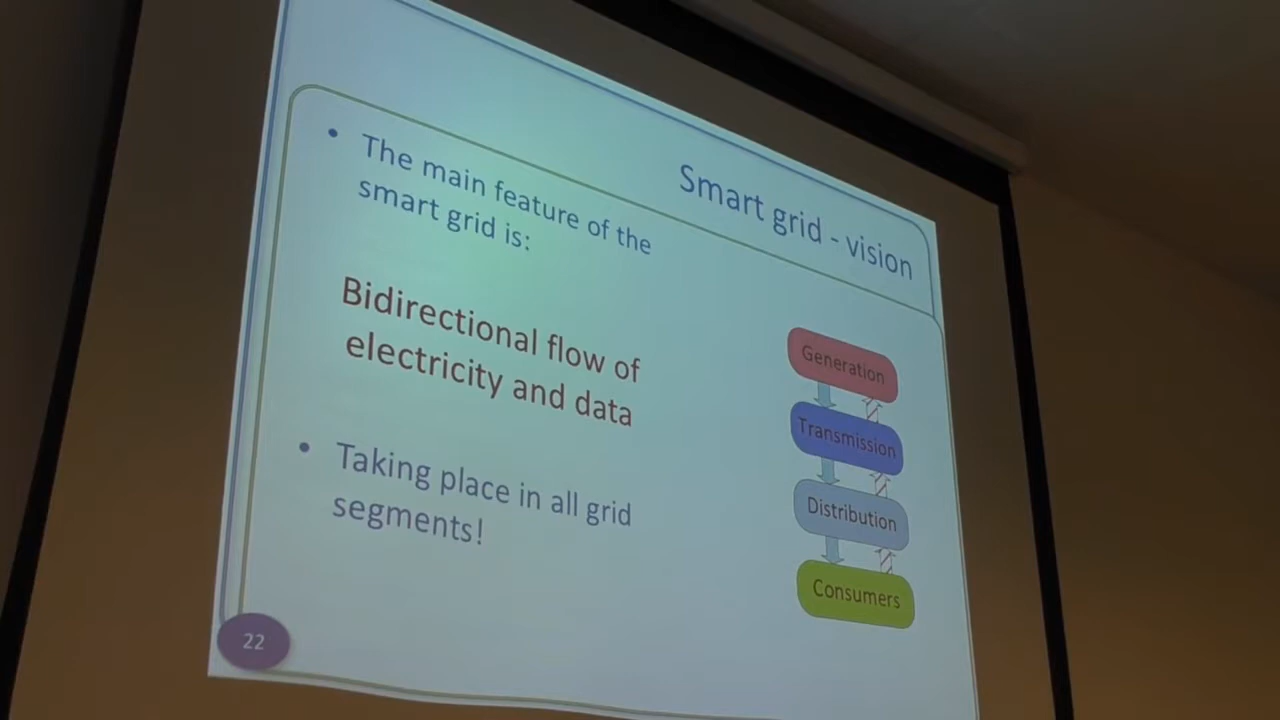 Smart grid - vision
• The main feature of the
smart grid is:
Bidirectional flow of
electricity and data
• Taking place in all grid
segments!
Generation
Transmission
Distribution
Consumers
22